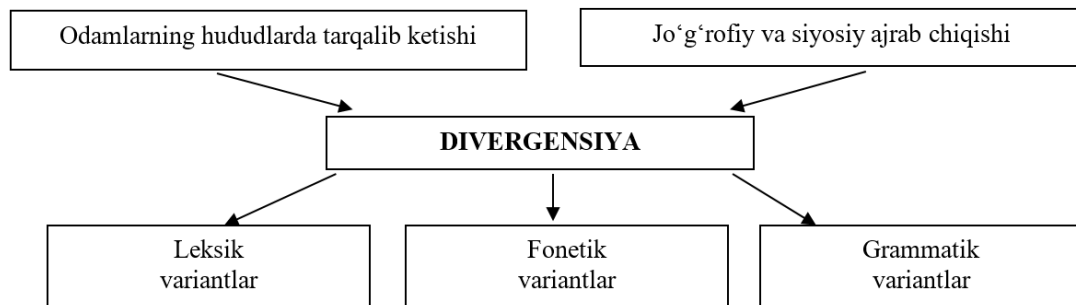 Odamlarning hududlarda tarqalib ketishi
Jo‘g‘rofiy va siyosiy ajrab chiqishi
DIVERGENSIYA
Leksik
variantlar
Fonetik
variantlar
Grammatik
variantlar